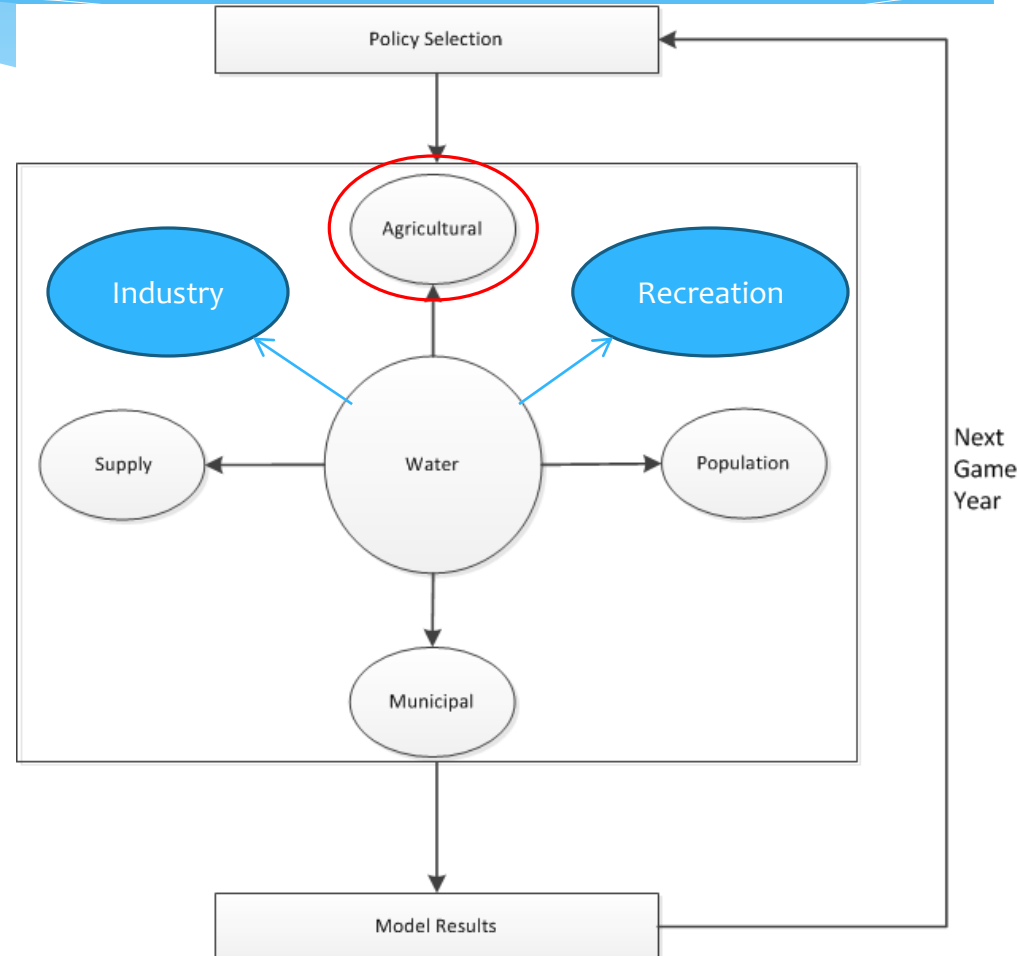 Policy Selection
Agricultural
Industry
Recreation
Supply
Water
Population
Next
Game
Year
Municipal
Model Results